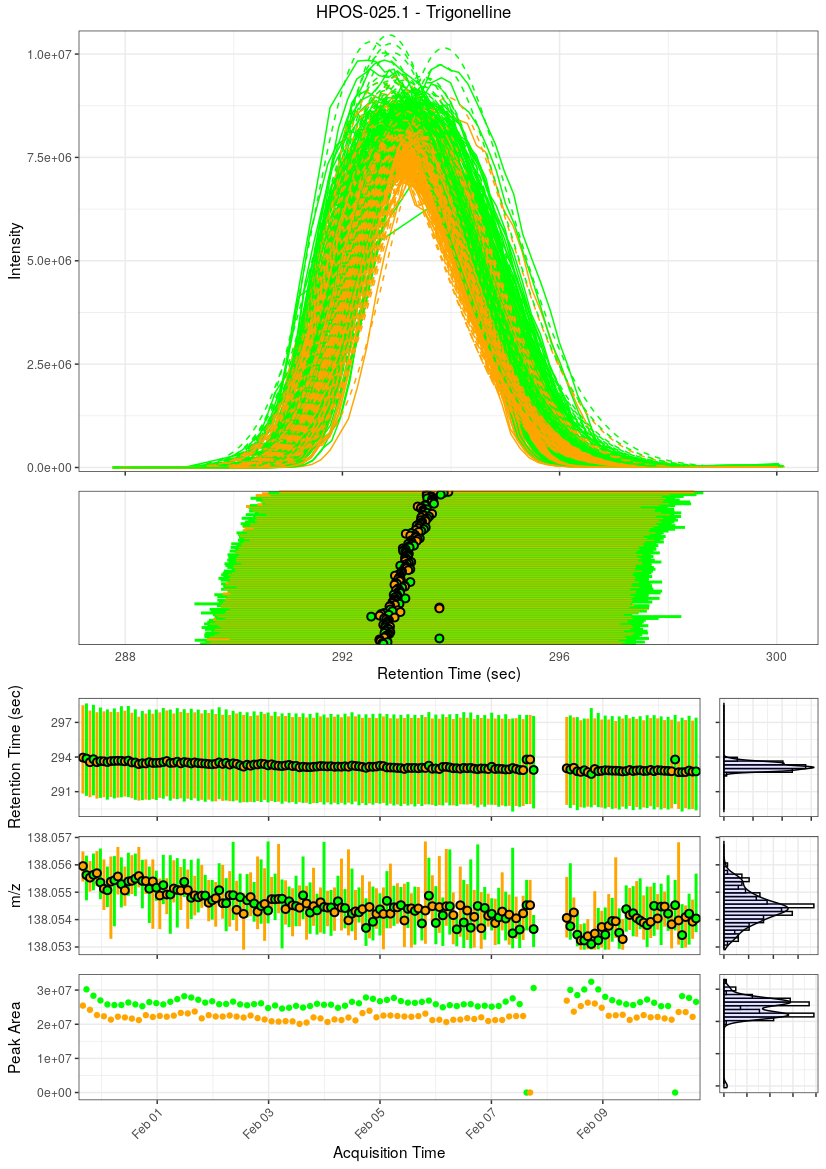 HPOS-025.1 - Trigonelline
1.0e+07
7.5e+06
5.0e+06
2.5e+06
0.0e+00
Intensity
288 292 296 300
Retention Time (sec)
297
294
291
Retention Time (sec)
138.057
138.056
138.055
138.054
138.053
m/z
3e+07
2e+07
1e+07
0e+00
Peak Area
Feb 01 Feb 03 Feb 05 Feb 07 Feb 09
Acquisition Time